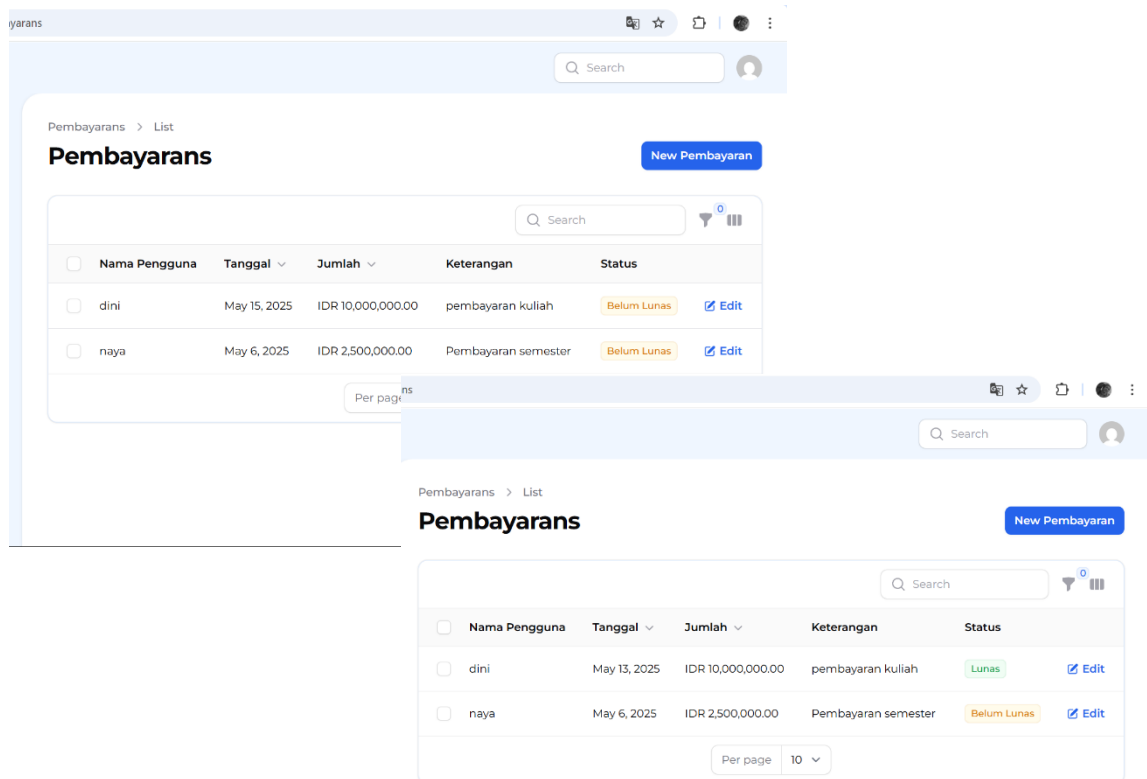 yarans
Search
Pembayarans > List
Pembayarans
New Pembayaran
Search
0
Nama Pengguna Tanggal Jumlah Keterangan Status
dini May 15, 2025 IDR 10,000,000.00 pembayaran kuliah Belum Lunas Edit
naya May 6, 2025 IDR 2,500,000.00 Pembayaran semester Belum Lunas Edit
Per page
ns
Search
Pembayarans > List
Pembayarans
New Pembayaran
Search
0
Nama Pengguna Tanggal Jumlah Keterangan Status
dini May 13, 2025 IDR 10,000,000.00 pembayaran kuliah Lunas Edit
naya May 6, 2025 IDR 2,500,000.00 Pembayaran semester Belum Lunas Edit
Per page 10